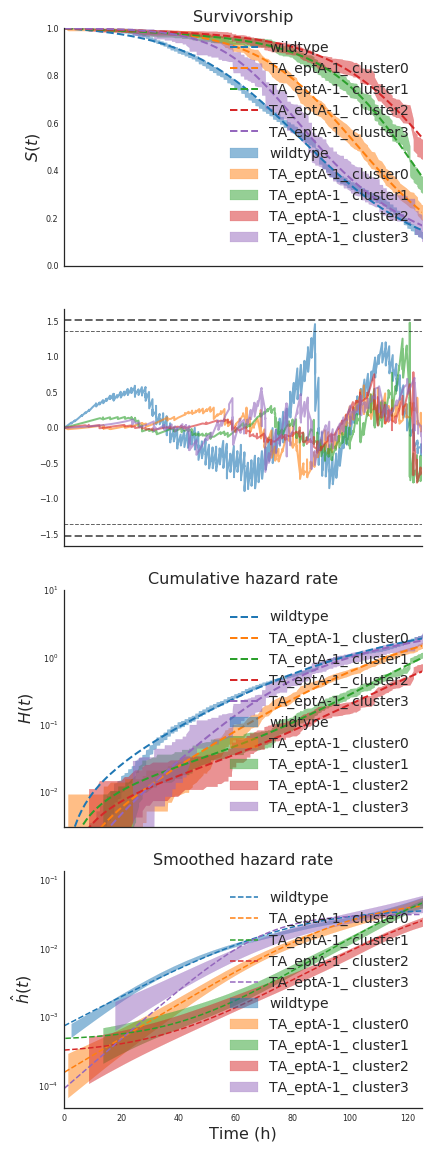 Survivorship
1.0
0.8
0.6
0.4
0.2
0.0
S(t)
wildtype
TA_eptA-1_ cluster0
TA_eptA-1_ cluster1
TA_eptA-1_ cluster2
TA_eptA-1_ cluster3
wildtype
TA_eptA-1_ cluster0
TA_eptA-1_ cluster1
TA_eptA-1_ cluster2
TA_eptA-1_ cluster3
1.5
1.0
0.5
0.0
−0.5
−1.0
−1.5
Cumulative hazard rate
10¹
10⁰
10⁻¹
10⁻²
H(t)
wildtype
TA_eptA-1_ cluster0
TA_eptA-1_ cluster1
TA_eptA-1_ cluster2
TA_eptA-1_ cluster3
wildtype
TA_eptA-1_ cluster0
TA_eptA-1_ cluster1
TA_eptA-1_ cluster2
TA_eptA-1_ cluster3
Smoothed hazard rate
10⁻¹
10⁻²
10⁻³
10⁻⁴
ĥ(t)
wildtype
TA_eptA-1_ cluster0
TA_eptA-1_ cluster1
TA_eptA-1_ cluster2
TA_eptA-1_ cluster3
wildtype
TA_eptA-1_ cluster0
TA_eptA-1_ cluster1
TA_eptA-1_ cluster2
TA_eptA-1_ cluster3
0 20 40 60 80 100 120
Time (h)